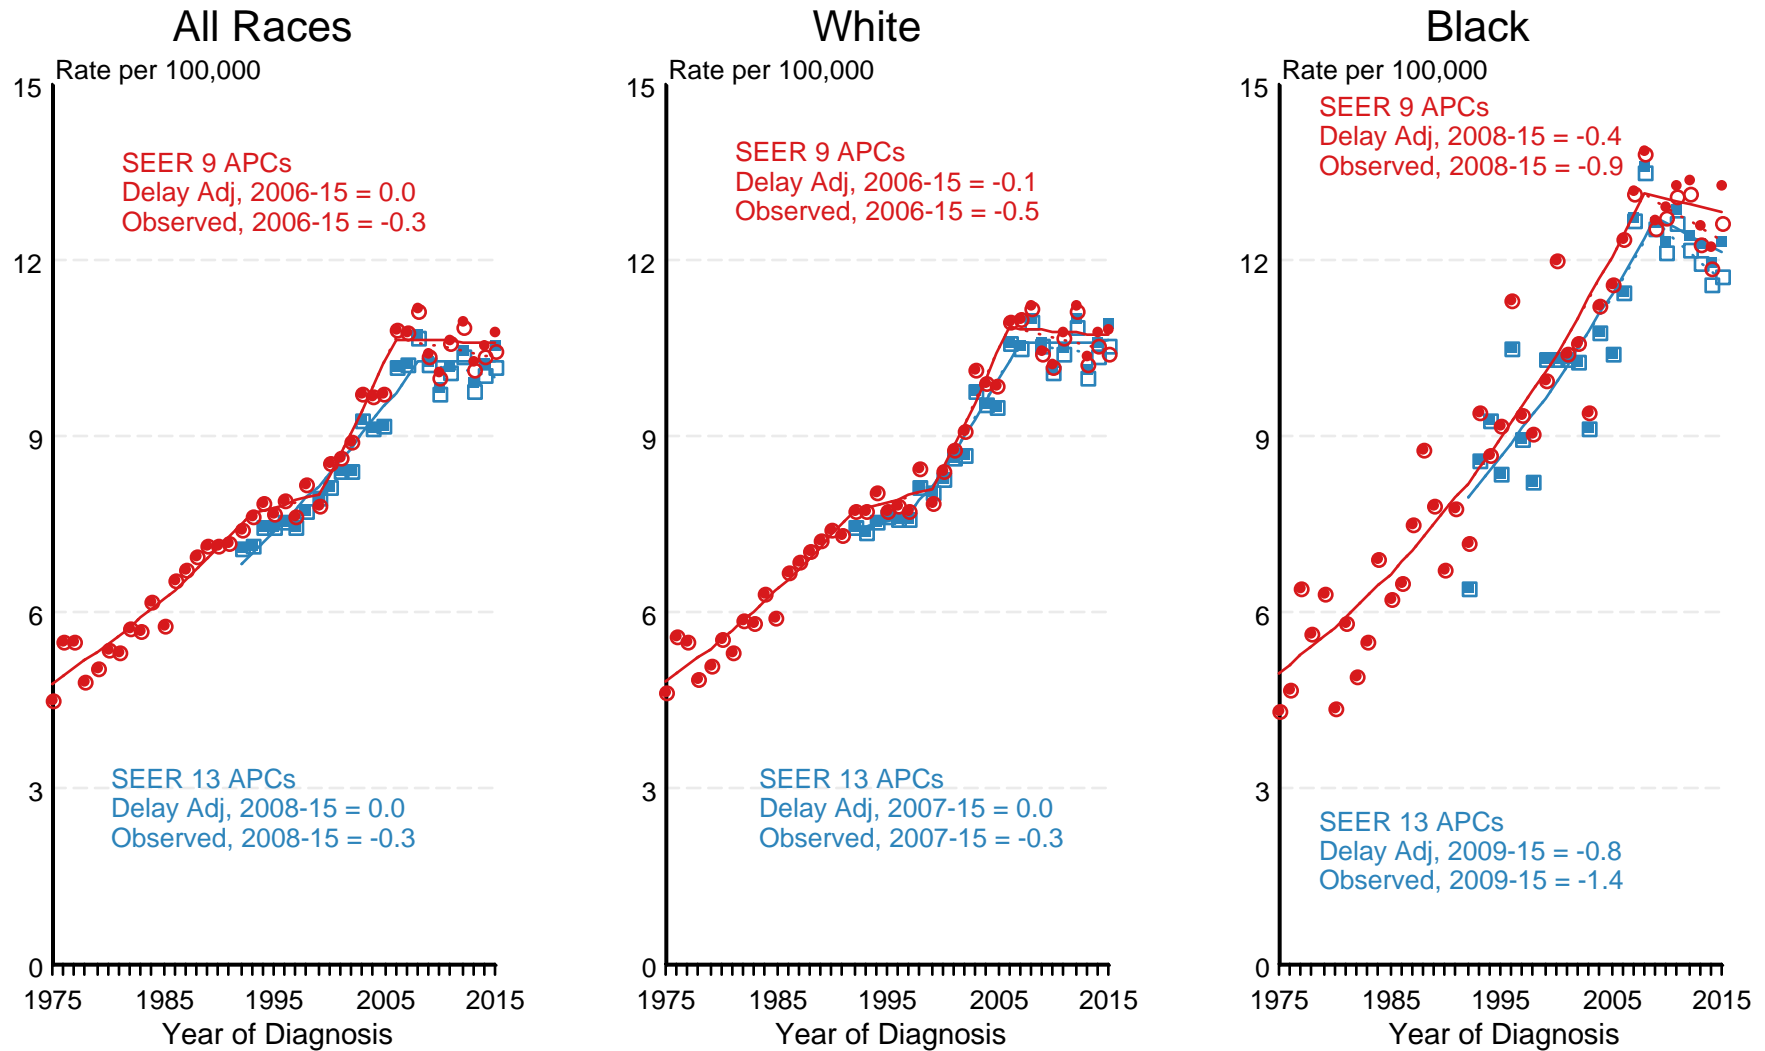 All Races
Rate per 100,000
15
SEER 9 APCs
Delay Adj, 2006-15 = 0.0
Observed, 2006-15 = -0.3
12
9
6
SEER 13 APCs
3
Delay Adj, 2008-15 = 0.0
Observed, 2008-15 = -0.3
0
1975 1985 1995 2005 2015
Year of Diagnosis
White
Rate per 100,000
15
SEER 9 APCs
Delay Adj, 2006-15 = -0.1
Observed, 2006-15 = -0.5
12
9
6
SEER 13 APCs
3
Delay Adj, 2007-15 = 0.0
Observed, 2007-15 = -0.3
0
1975 1985 1995 2005 2015
Year of Diagnosis
Black
Rate per 100,000
15
SEER 9 APCs
Delay Adj, 2008-15 = -0.4
Observed, 2008-15 = -0.9
12
9
6
3
SEER 13 APCs
Delay Adj, 2009-15 = -0.8
Observed, 2009-15 = -1.4
0
1975 1985 1995 2005 2015
Year of Diagnosis